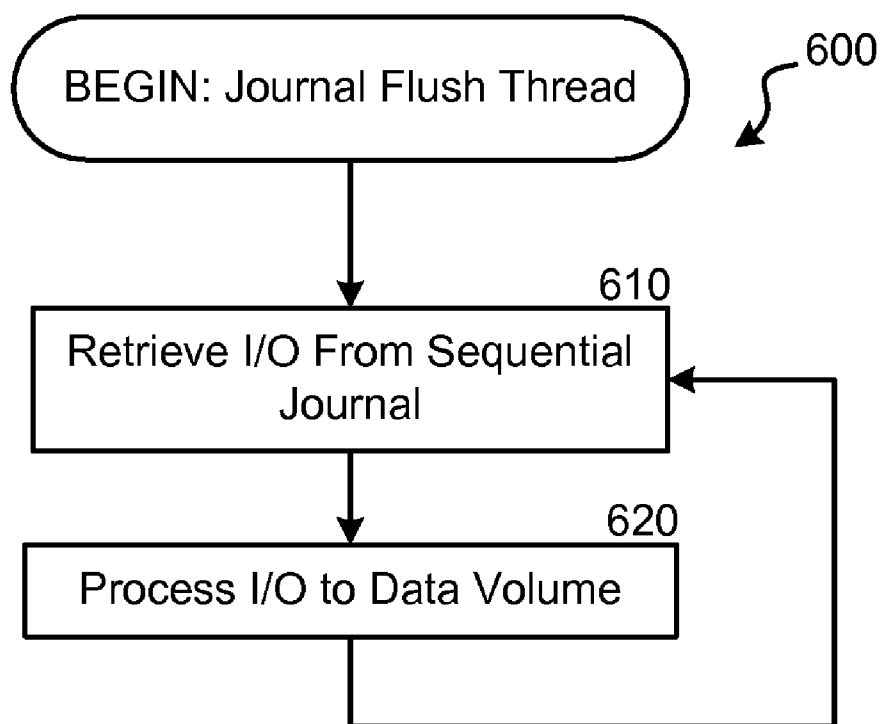 BEGIN: Journal Flush Thread
600
610
Retrieve I/O From Sequential
Journal
620
Process I/O to Data Volume